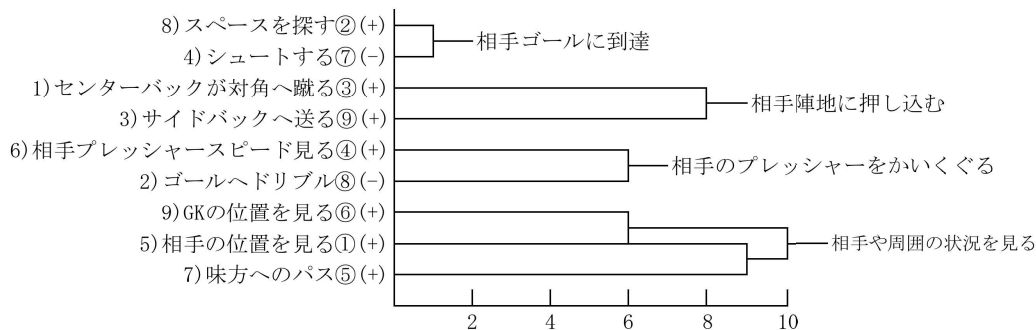 8)スペースを探す②(+)
4)シュートする⑦(-)
相手ゴールに到達
1)センターバックが対角へ蹴る③(+)
3)サイドバックへ送る⑨(+)
相手陣地に押し込む
6)相手プレッシャースピード見る④(+)
2)ゴールへドリブル⑧(-)
相手のプレッシャーをかいくぐる
9)GKの位置を見る⑥(+)
5)相手の位置を見る①(+)
7)味方へのパス⑤(+)
相手や周囲の状況を見る
2 4 6 8 10